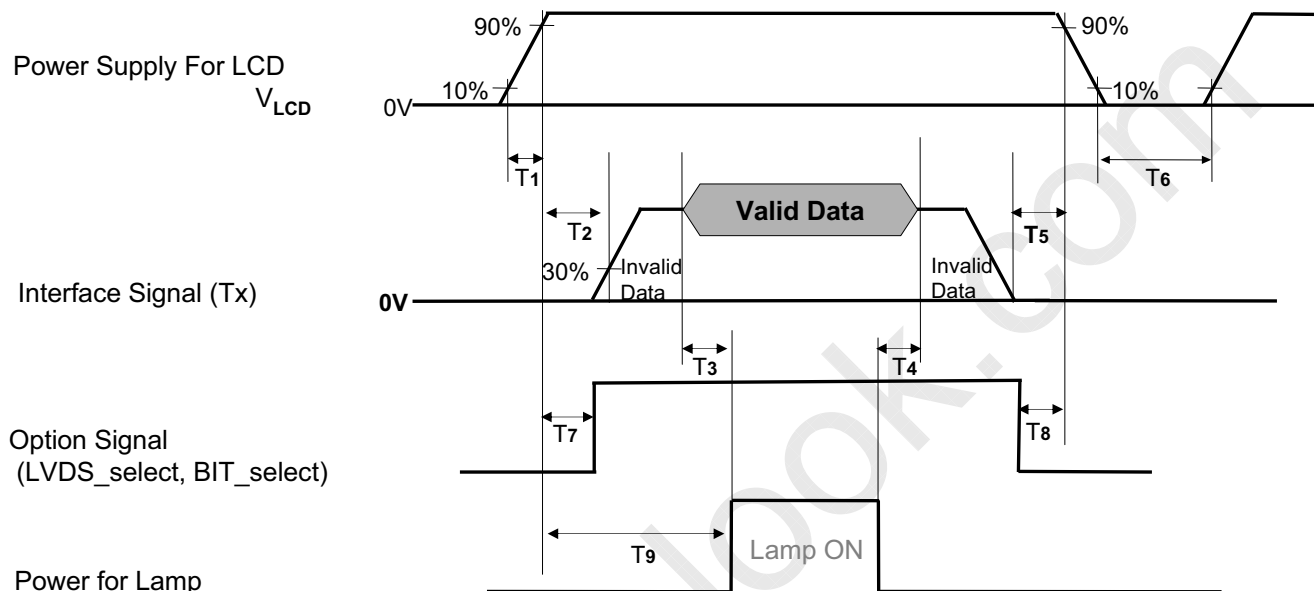 90%
90%
Power Supply For LCD
VLCD
10%
10%
0V
T1
T6
Valid Data
T2
T5
30%
Invalid
Data
Invalid
Data
Interface Signal (Tx)
0V
T3
T4
T7
T8
Option Signal
(LVDS_select, BIT_select)
T9
Lamp ON
Power for Lamp
look.com